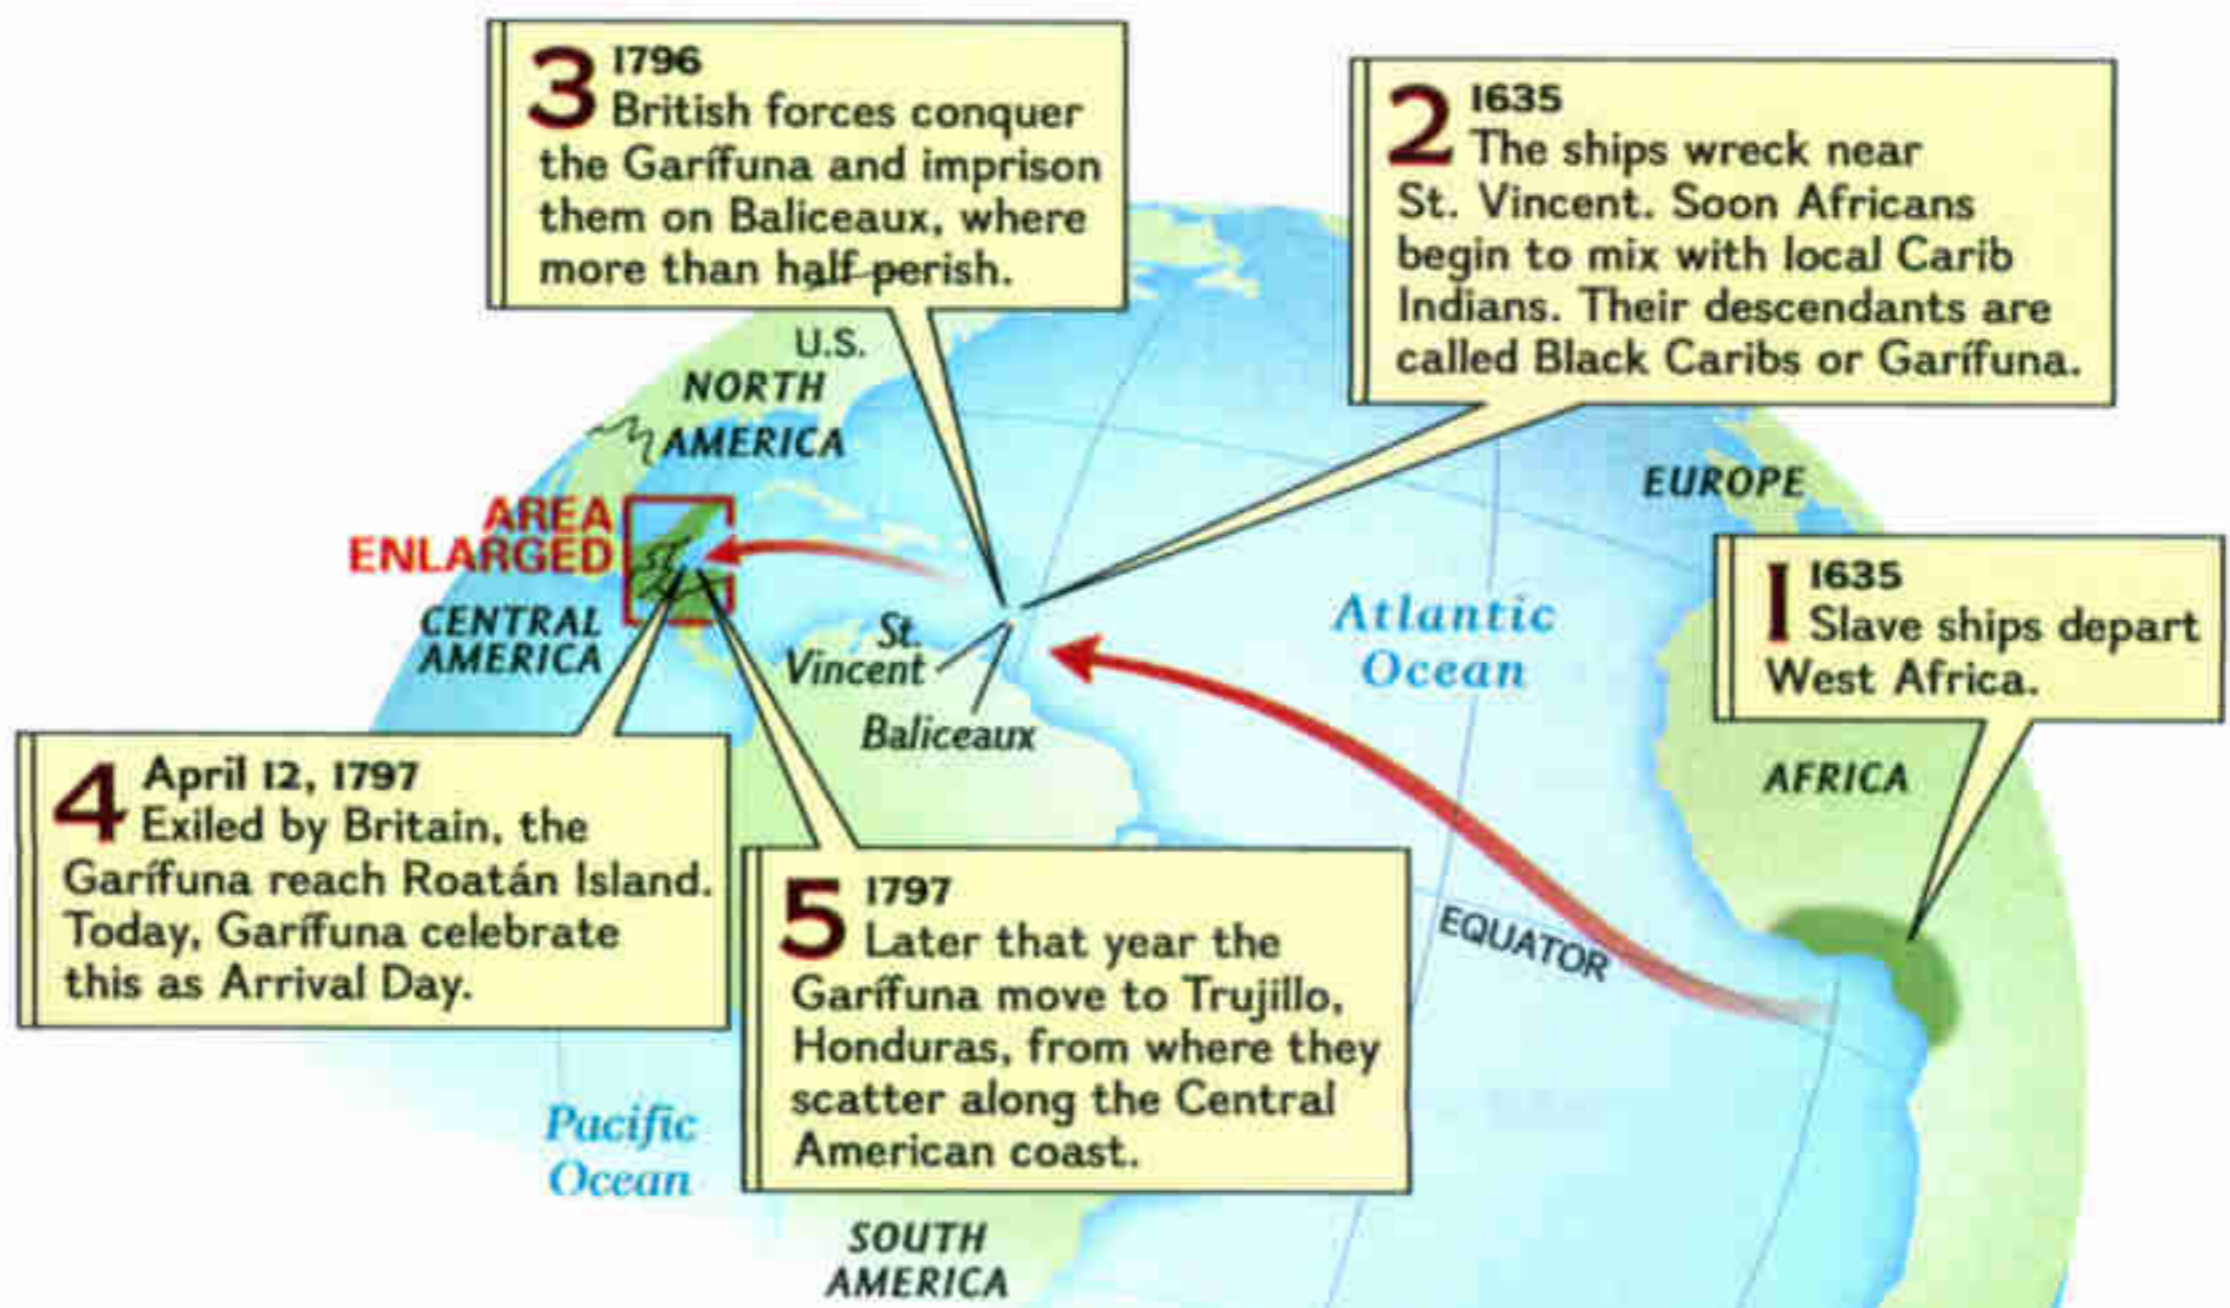 3 1796
British forces conquer
the Garífuna and imprison
them on Baliceaux, where
more than half perish.
2 1635
The ships wreck near
St. Vincent. Soon Africans
begin to mix with local Carib
Indians. Their descendants are
called Black Caribs or Garífuna.
U.S.
NORTH
AMERICA
EUROPE
AREA
ENLARGED
1 1635
Slave ships depart
West Africa.
CENTRAL
AMERICA
St.
Vincent
Baliceaux
Atlantic
Ocean
AFRICA
4 April 12, 1797
Exiled by Britain, the
Garífuna reach Roatán Island.
Today, Garífuna celebrate
this as Arrival Day.
5 1797
Later that year the
Garífuna move to Trujillo,
Honduras, from where they
scatter along the Central
American coast.
EQUATOR
Pacific
Ocean
SOUTH
AMERICA